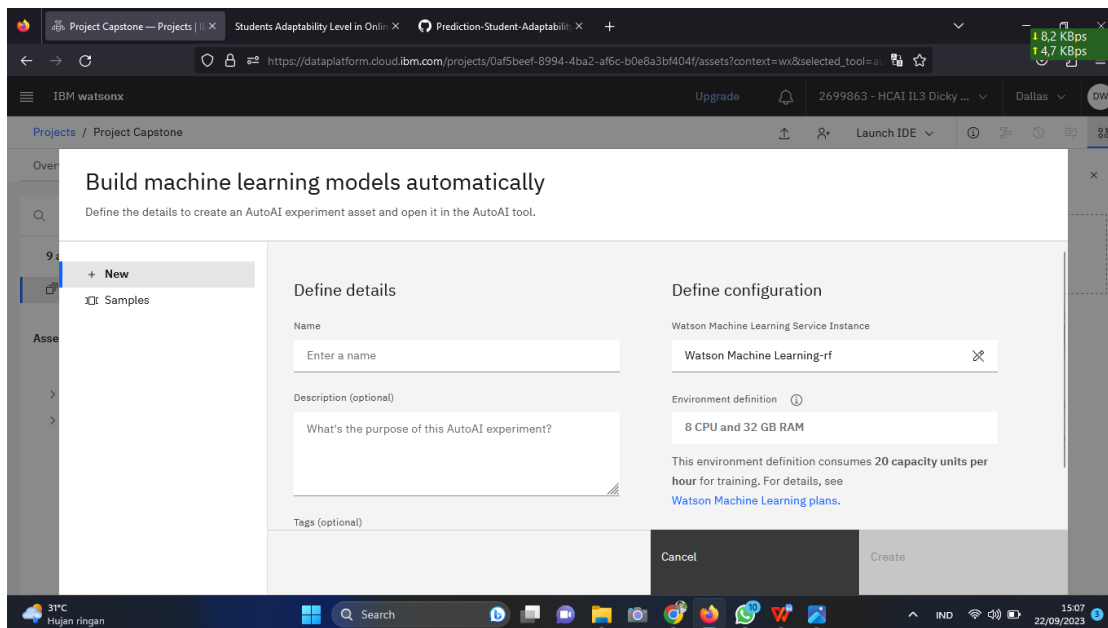 Project Capstone — Projects | IE
Students Adaptability Level in Onlin
Prediction-Student-Adaptability
8,2 KBps
4,7 KBps
https://dataplatform.cloud.ibm.com/projects/0af5beef-8994-4ba2-af6c-b0e8a3bf404f/assets?context=wx&selected_tool=au
IBM watsonx
Upgrade
2699863 - HCAI IL3 Dicky ...
Dallas
DW
Projects / Project Capstone
Launch IDE
Over
Build machine learning models automatically
Define the details to create an AutoAI experiment asset and open it in the AutoAI tool.
9 a
+ New
Samples
Asse
Define details
Name
Enter a name
Description (optional)
What's the purpose of this AutoAI experiment?
Tags (optional)
Define configuration
Watson Machine Learning Service Instance
Watson Machine Learning-rf
Environment definition
8 CPU and 32 GB RAM
This environment definition consumes 20 capacity units per
hour for training. For details, see
Watson Machine Learning plans.
Cancel
Create
31°C
Hujan ringan
Search
10
IND
15:07
22/09/2023
3